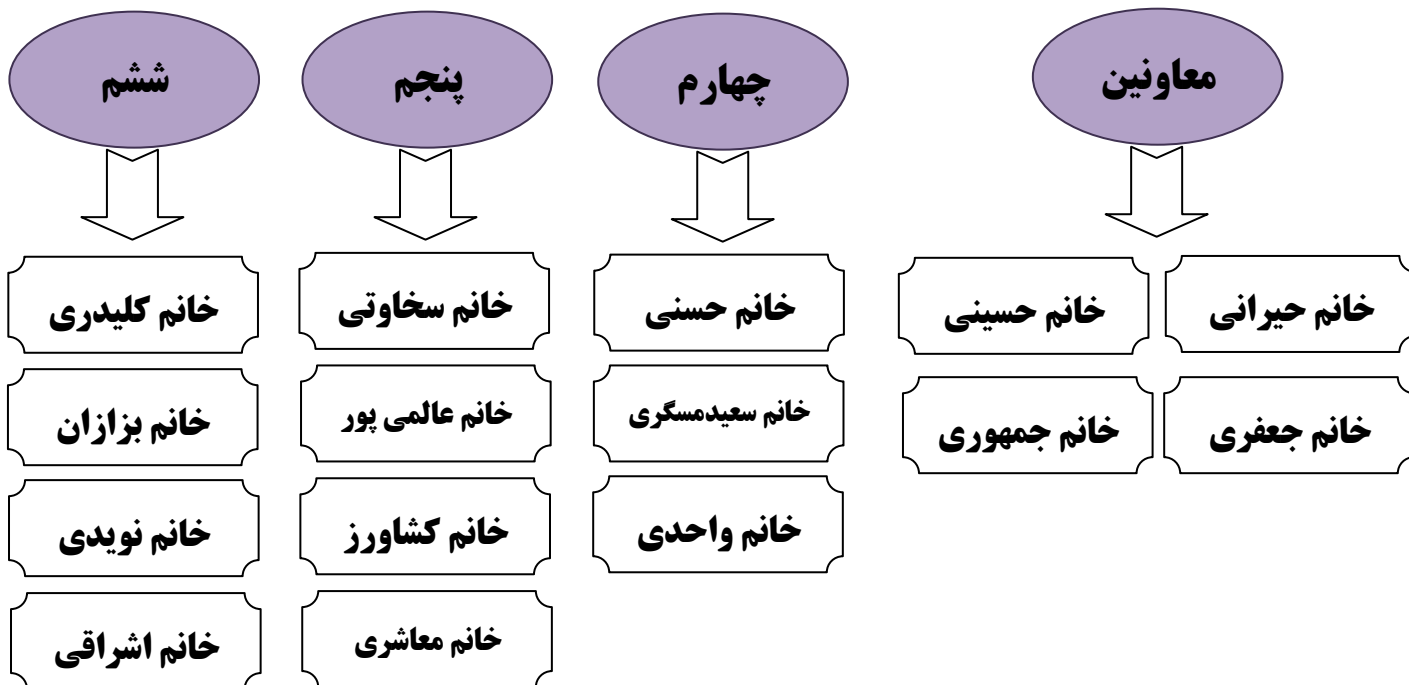 معاونین
خانم حیرانی
خانم حسینی
خانم جعفری
خانم جمهوری
چهارم
خانم حسنی
خانم سعیدمسگری
خانم واحدی
پنجم
خانم سخاوتی
خانم عالمی پور
خانم کشاورز
خانم معاشری
ششم
خانم کلیدری
خانم بزازان
خانم نویدی
خانم اشراقی